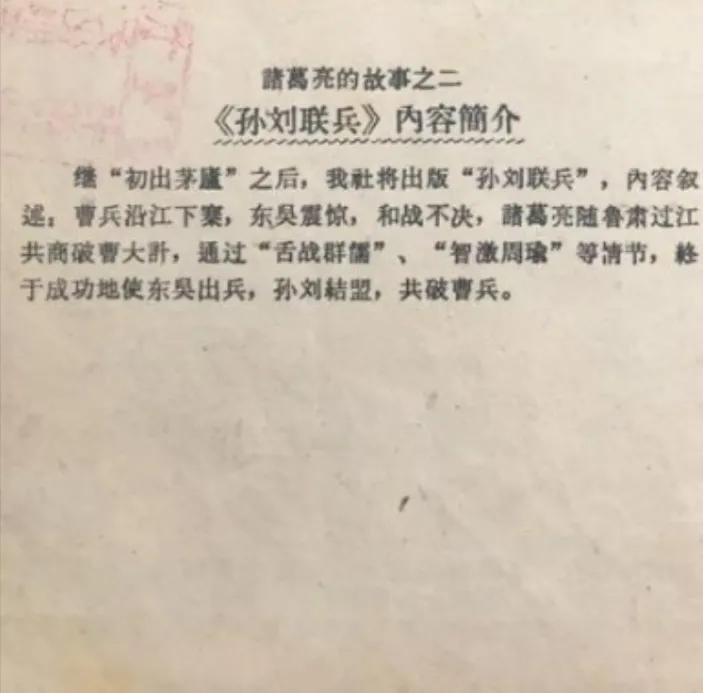 諸葛亮的故事之二
《孙刘联兵》內容簡介
继“初出茅廬”之后，我社将出版“孙刘联兵”，內容叙
述：曹兵沿江下寨，东吳震惊，和战不决，諸葛亮随鲁肃过江
共商破曹大計，通过“舌战群儒”、“智激周瑜”等情节，終
于成功地使东吳出兵，孙刘結盟，共破曹兵。